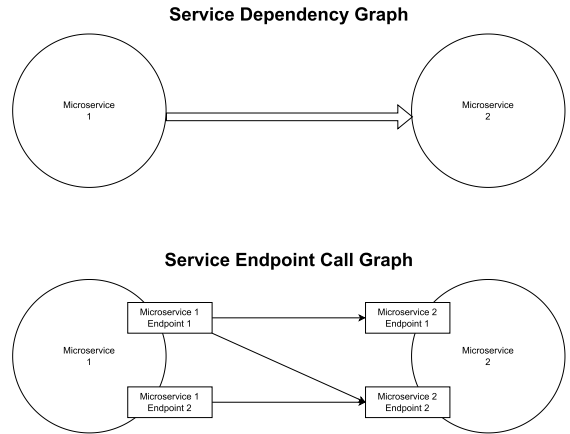 Service Dependency Graph
Microservice
1
Microservice
2
Service Endpoint Call Graph
Microservice 1
Endpoint 1
Microservice 2
Endpoint 1
Microservice
1
Microservice
2
Microservice 1
Endpoint 2
Microservice 2
Endpoint 2